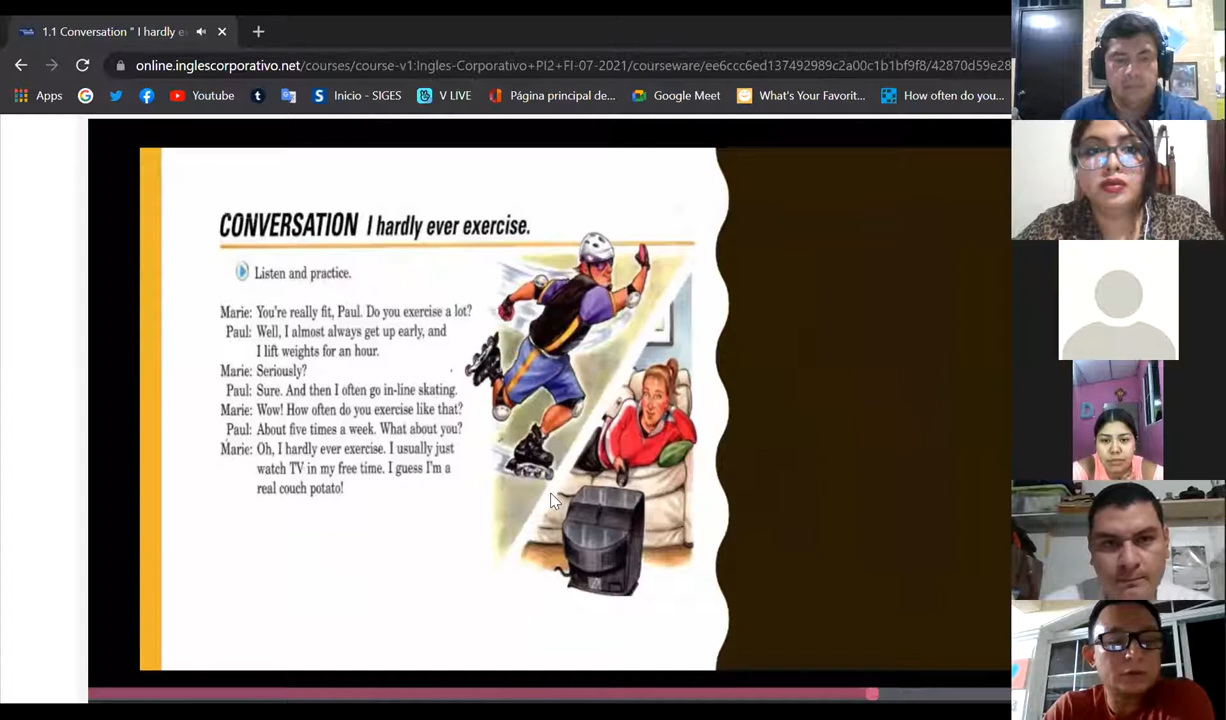 1.1 Conversation " I hardly e
online.inglescorporativo.net/courses/course-v1:Ingles-Corporativo+PI2+FI-07-2021/courseware/ee6ccc6ed137492989c2a00c1b1bf9f8/42870d59e28
Apps
Youtube
Inicio - SIGES
V LIVE
Página principal de...
Google Meet
What's Your Favorit...
How often do you...
CONVERSATION I hardly ever exercise.
Listen and practice.
Marie: You're really fit, Paul. Do you exercise a lot?
Paul: Well, I almost always get up early, and
I lift weights for an hour.
Marie: Seriously?
Paul: Sure. And then I often go in-line skating.
Marie: Wow! How often do you exercise like that?
Paul: About five times a week. What about you?
Marie: Oh, I hardly ever exercise. I usually just
watch TV in my free time. I guess I'm a
real couch potato!